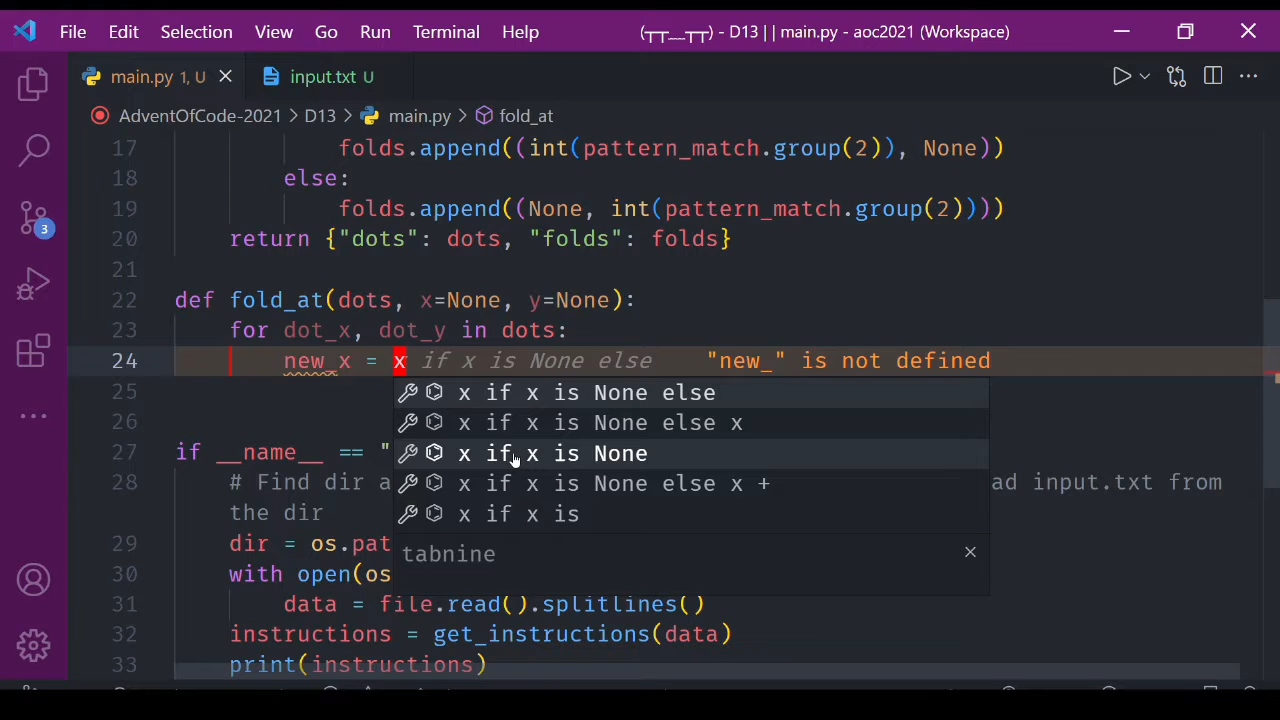 File Edit Selection View Go Run Terminal Help (┬┬﹏┬┬) - D13 | | main.py - aoc2021 (Workspace)
main.py 1, U input.txt U
AdventOfCode-2021 > D13 > main.py > fold_at
17 folds.append((int(pattern_match.group(2)), None))
18 else:
19 folds.append((None, int(pattern_match.group(2))))
20 return {"dots": dots, "folds": folds}
21
22 def fold_at(dots, x=None, y=None):
23 for dot_x, dot_y in dots:
24 new_x = x if x is None else "new_" is not defined
25 x if x is None else
26 x if x is None else x
27 if __name__ == " x if x is None
28 # Find dir a x if x is None else x + ad input.txt from
the dir x if x is
29 dir = os.pat tabnine
30 with open(os
31 data = file.read().splitlines()
32 instructions = get_instructions(data)
33 print(instructions)
3